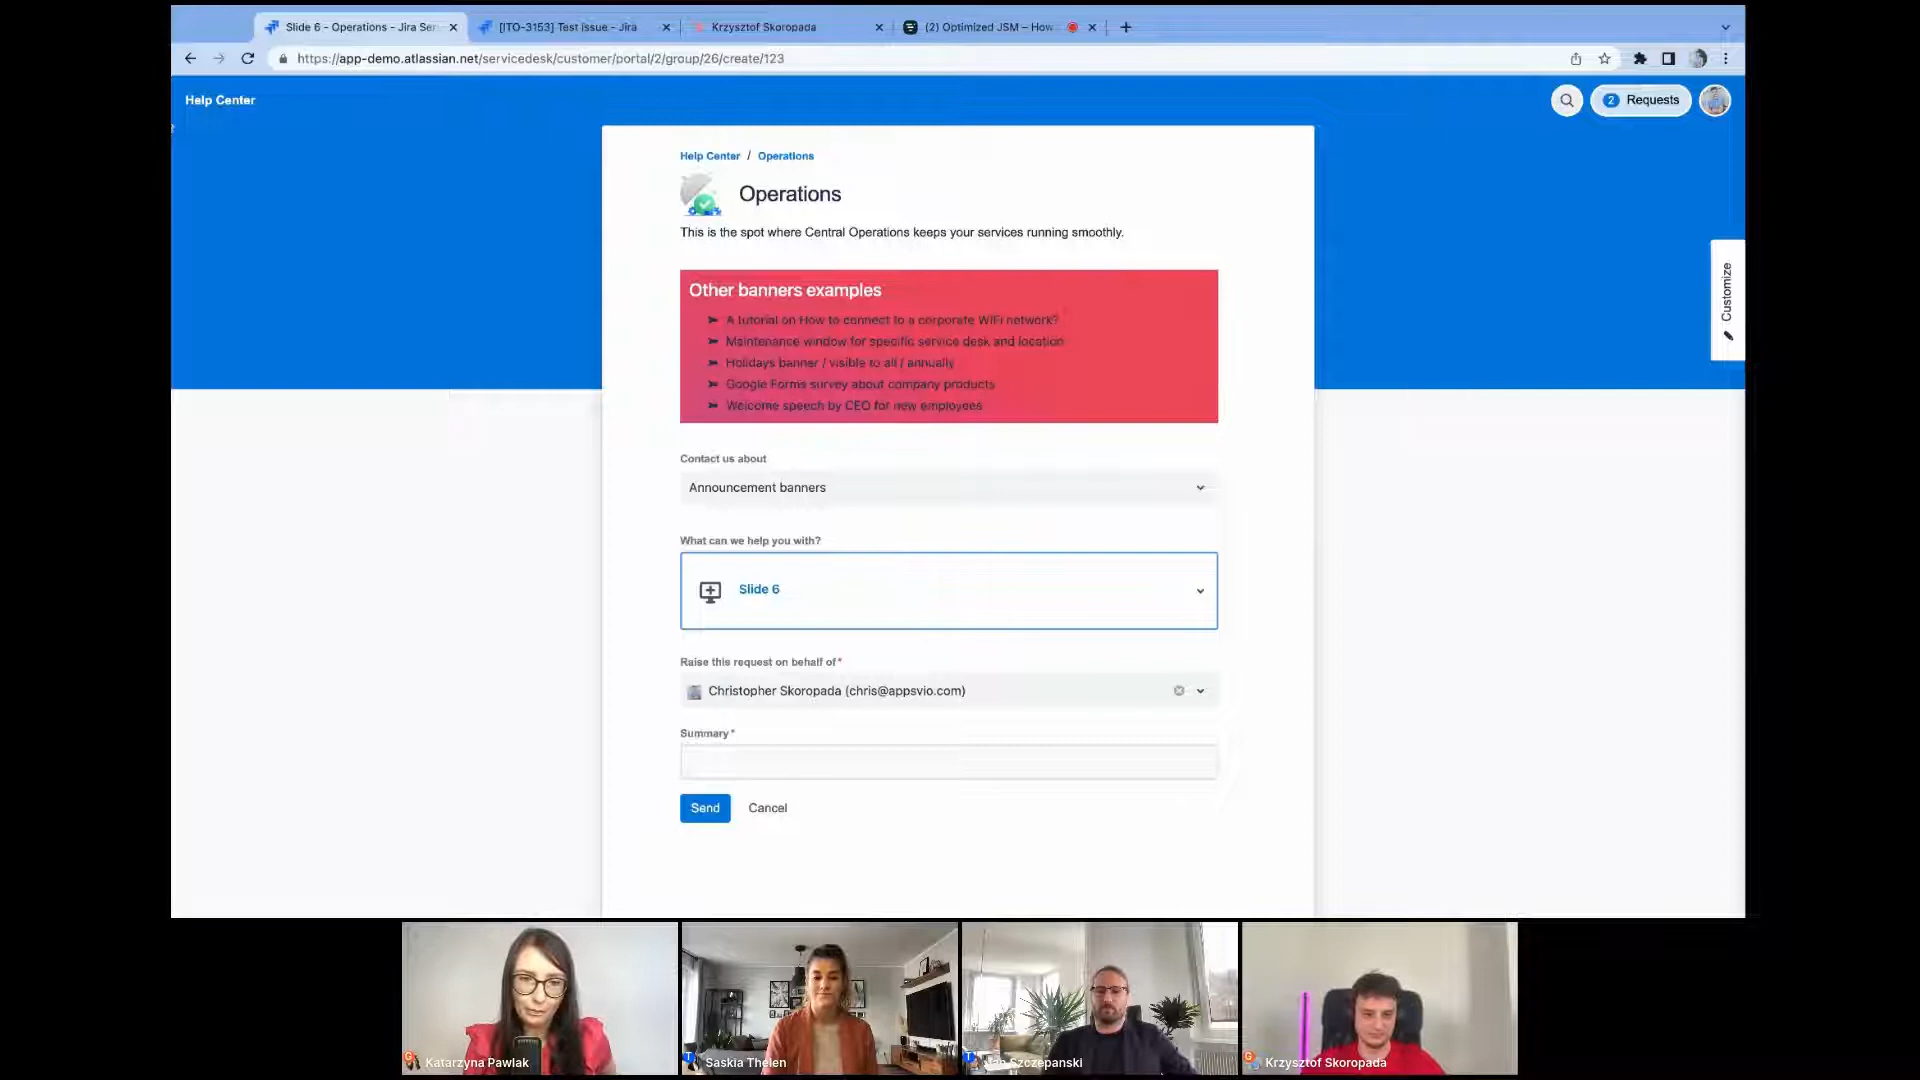 Slide 6 - Operations - Jira Ser
[ITO-3153] Test issue - Jira
Krzysztof Skoropada
(2) Optimized JSM – How
https://app-demo.atlassian.net/servicedesk/customer/portal/2/group/26/create/123
Help Center
2 Requests
Help Center / Operations
Operations
This is the spot where Central Operations keeps your services running smoothly.
Customize
Other banners examples
➤ A tutorial on How to connect to a corporate WiFi network?
➤ Maintenance window for specific service desk and location
➤ Holidays banner / visible to all / annually
➤ Google Forms survey about company products
➤ Welcome speech by CEO for new employees
Contact us about
Announcement banners
What can we help you with?
Slide 6
Raise this request on behalf of*
Christopher Skoropada (chris@appsvio.com)
Summary*
Send Cancel
Katarzyna Pawlak
Saskia Thelen
Szczepanski
Krzysztof Skoropada